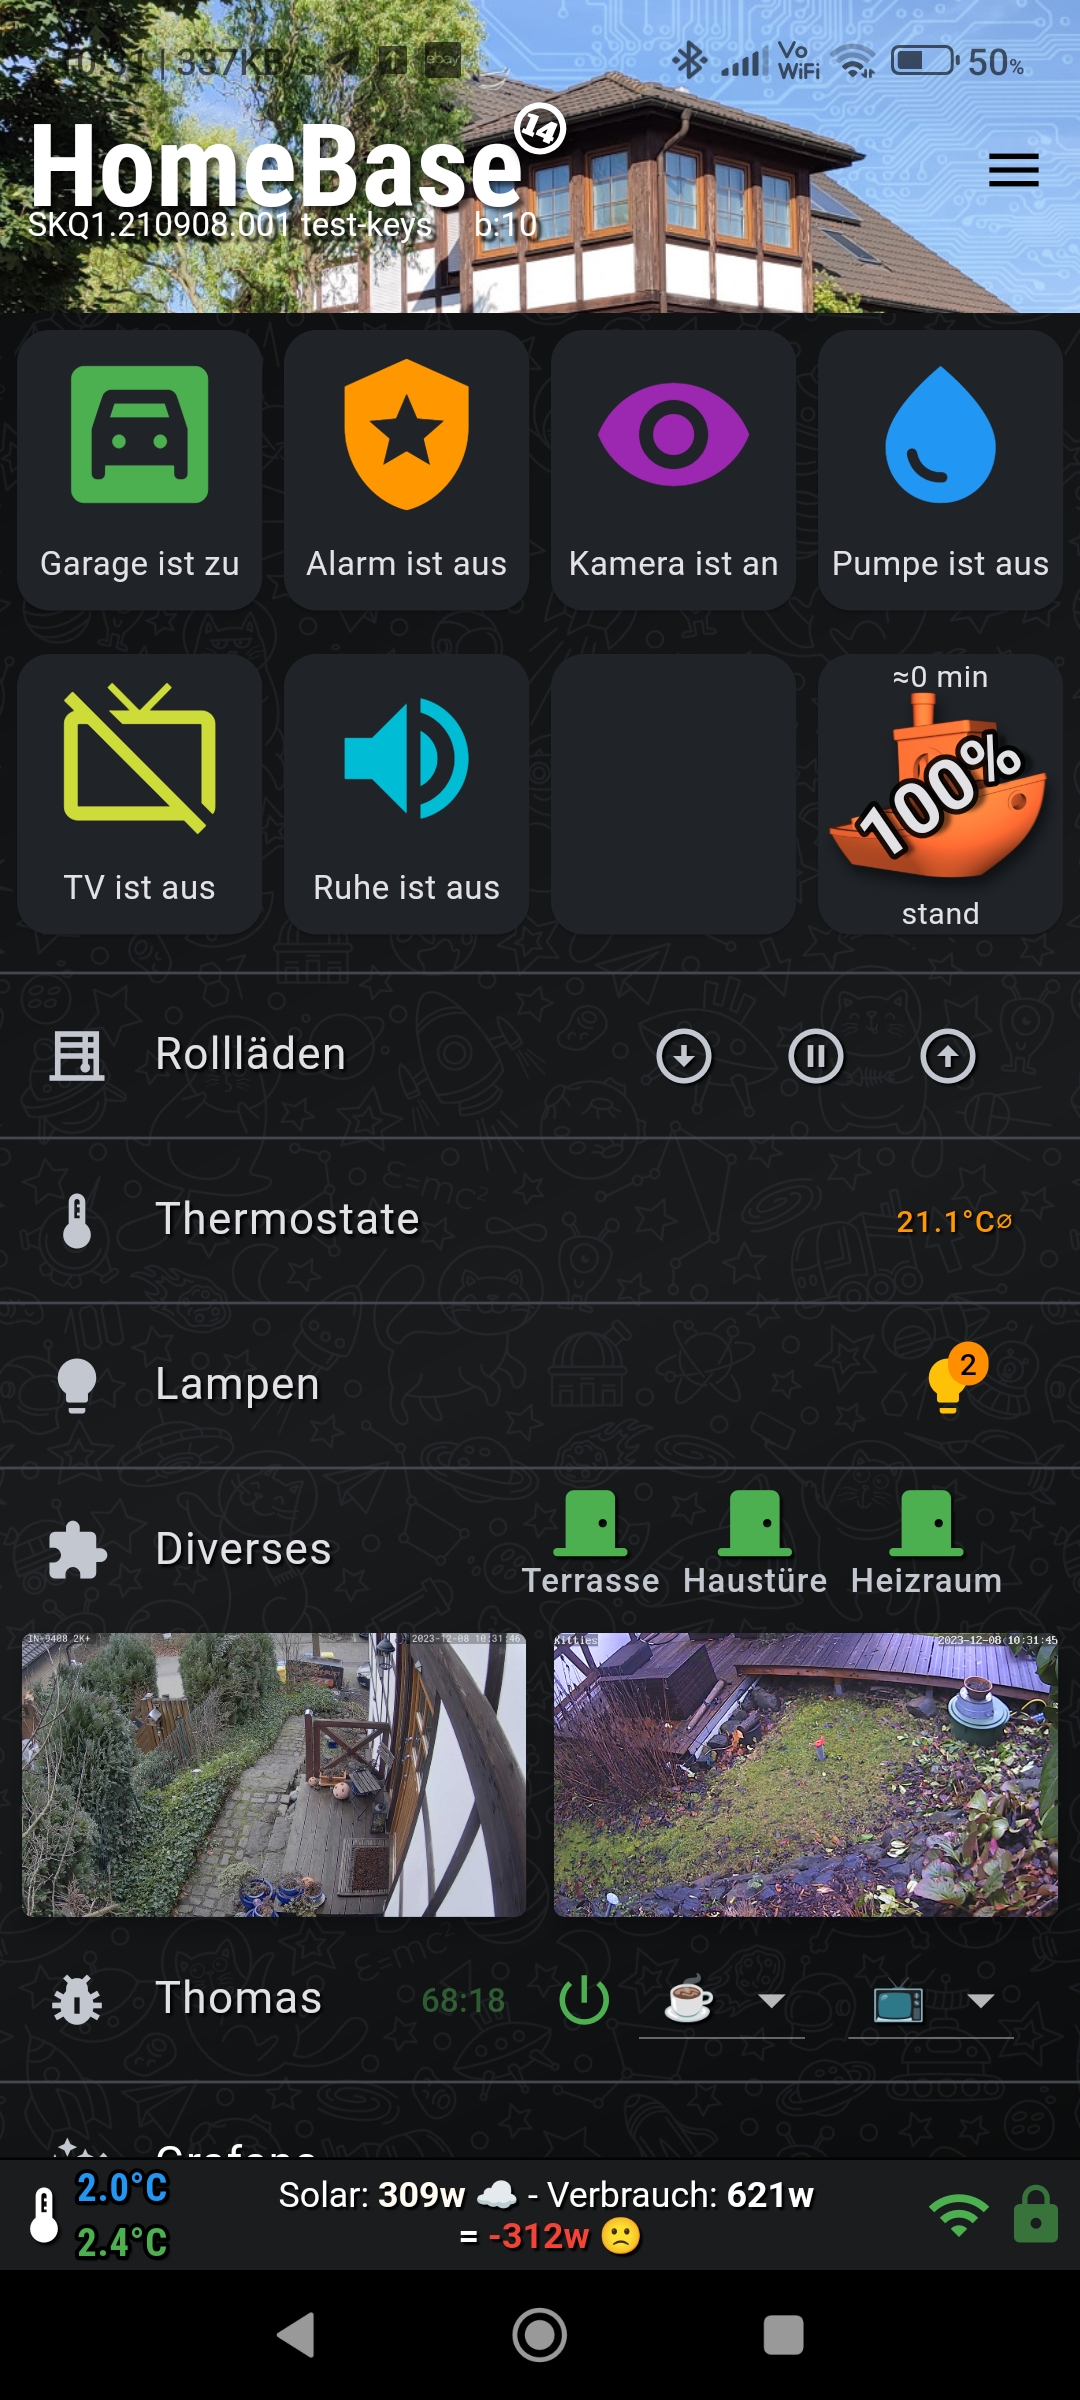 10:31 | 337KB/s
ebay
Vo
WiFi
50%
HomeBase
14
SKQ1.210908.001 test-keys b:10
Garage ist zu
Alarm ist aus
Kamera ist an
Pumpe ist aus
≈0 min
100%
TV ist aus
Ruhe ist aus
stand
Rollläden
Thermostate
21.1°C⌀
E=mc²
Lampen
2
Diverses
Terrasse
Haustüre
Heizraum
IN-9408 2K+
2023-12-08 10:31:46
Kitties
2023-12-08 10:31:45
E=mc²
Thomas
68:18
Grafana
2.0°C
2.4°C
Solar: 309w ☁️ - Verbrauch: 621w
= -312w 🙁